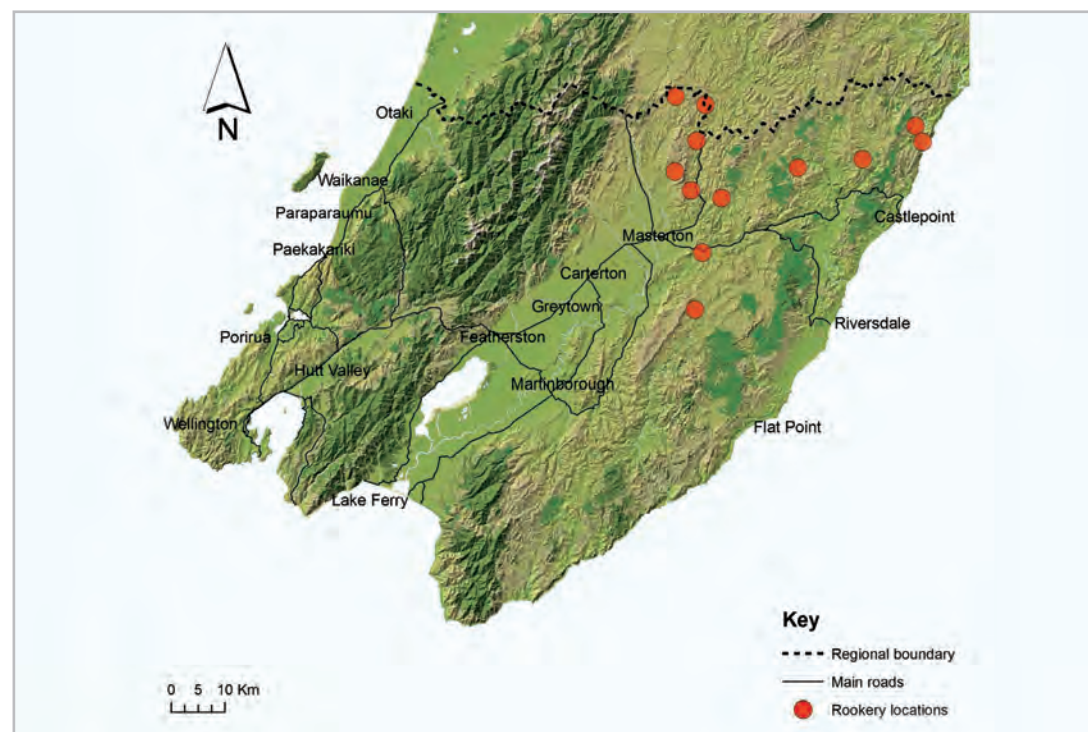 N
Otaki
Waikanae
Paraparaumu
Paekakariki
Porirua
Hutt Valley
Wellington
Lake Ferry
Masterton
Carterton
Greytown
Featherston
Martinborough
Castlepoint
Riversdale
Flat Point
0 5 10 Km
Key
Regional boundary
Main roads
Rookery locations